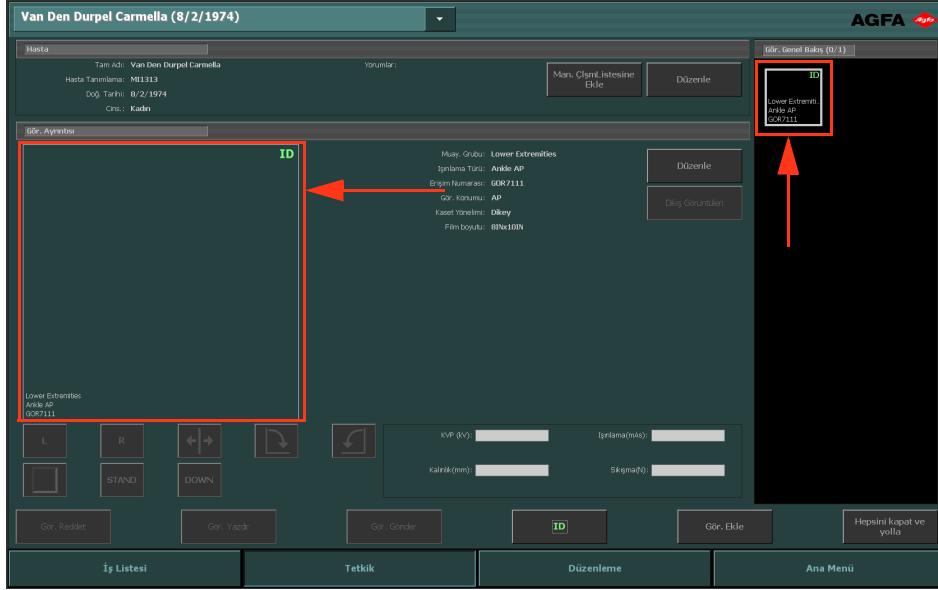 Van Den Durpel Carmella (8/2/1974)
AGFA
Hasta
Tam Adı: Van Den Durpel Carmella
Yorumlar:
Hasta Tanımlama: MI1313
Doğ. Tarihi: 8/2/1974
Cins.: Kadın
Man. ÇlşmListesine
Ekle
Düzenle
Gör. Genel Bakış (0/1)
ID
Lower Extremiti..
Ankle AP
GOR7111
Gör. Ayrıntısı
ID
Lower Extremities
Ankle AP
GOR7111
Muay. Grubu: Lower Extremities
Işınlama Türü: Ankle AP
Erişim Numarası: GOR7111
Gör. Konumu: AP
Kaset Yönelimi: Dikey
Film boyutu: 8INx10IN
Düzenle
Dikiş Görüntüleri
L
R
STAND
DOWN
KVP (kV):
Işınlama(mAs):
Kalınlık(mm):
Sıkışma(N):
Gör. Reddet
Gör. Yazdır
Gör. Gönder
ID
Gör. Ekle
Hepsini kapat ve
yolla
İş Listesi
Tetkik
Düzenleme
Ana Menü